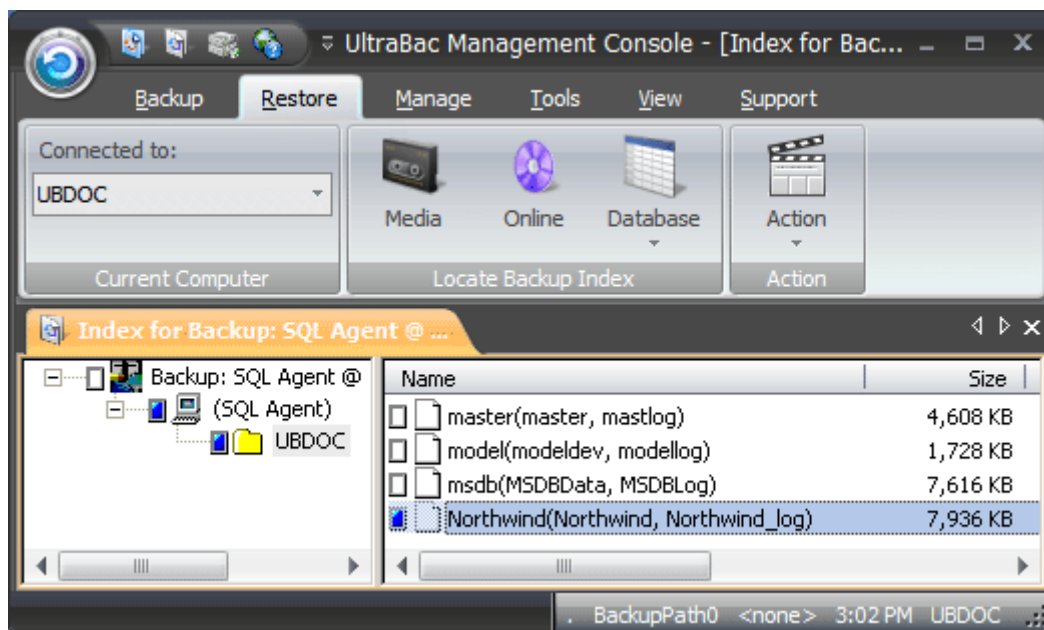 UltraBac Management Console - [Index for Bac...
Backup Restore Manage Tools View Support
Connected to:
UBDOC
Media Online Database Action
Current Computer Locate Backup Index Action
Index for Backup: SQL Agent @ ...
Backup: SQL Agent @
(SQL Agent)
UBDOC
Name Size
master(master, mastlog) 4,608 KB
model(modeldev, modellog) 1,728 KB
msdb(MSDBData, MSDBLog) 7,616 KB
Northwind(Northwind, Northwind_log) 7,936 KB
. BackupPath0 <none> 3:02 PM UBDOC